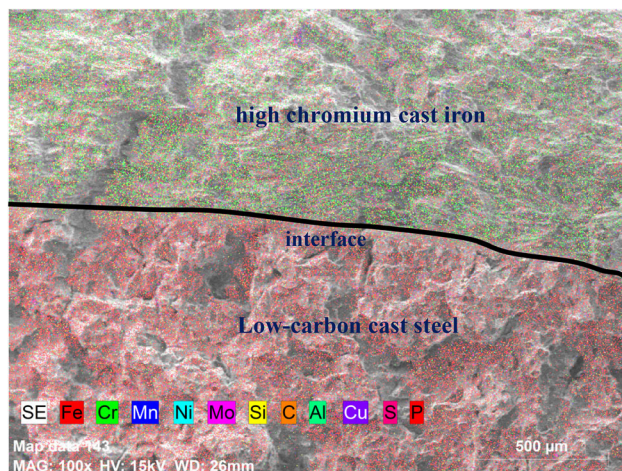 high chromium cast iron
interface
Low-carbon cast steel
SE Fe Cr Mn Ni Mo Si C Al Cu S P
Map data 143
MAG: 100x HV: 15kV WD: 26mm
500 µm